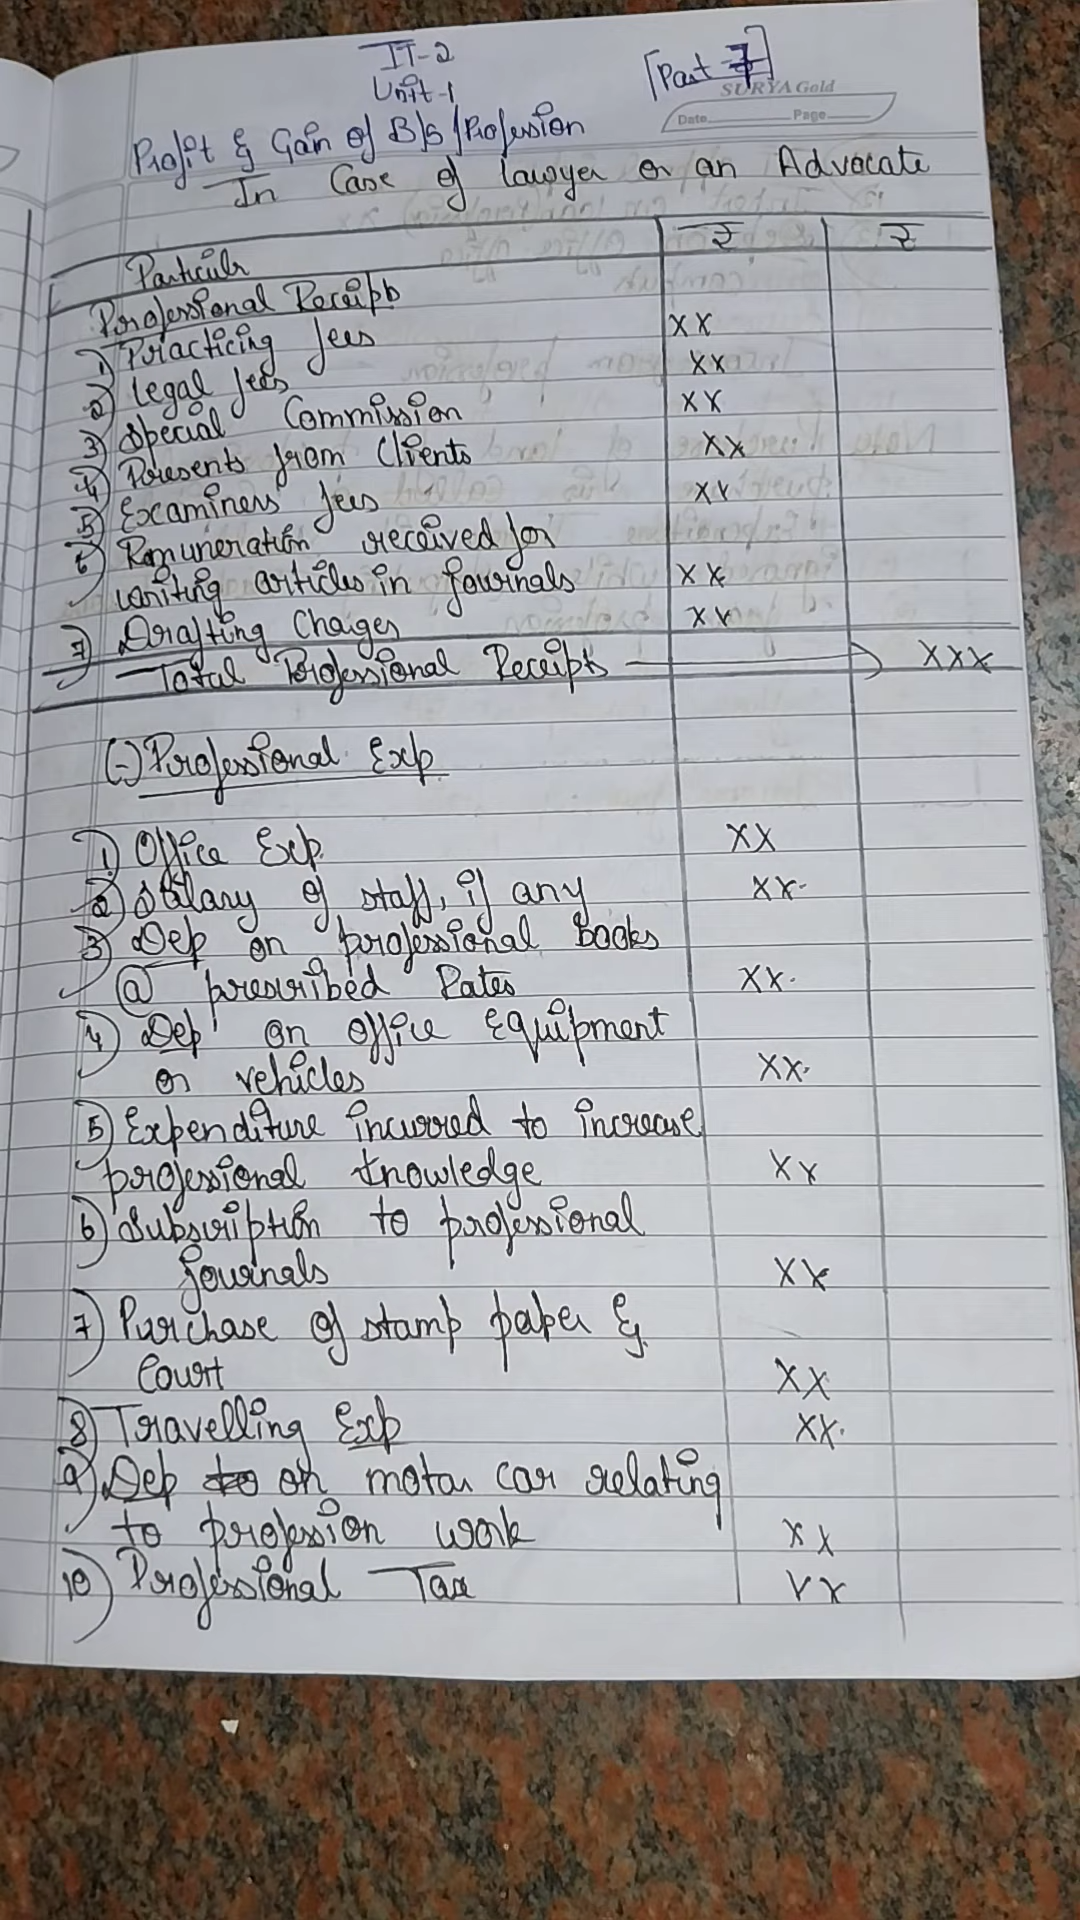 IT-2
Unit-1
[Part-7]
SURYA Gold
Date Page
Profit & Gain of B/S/Profession
In Case of lawyer or an Advocate
Particulr ₹ ₹
Professional Receipts
1) Practicing fees XX
2) legal fees XX
3) Special Commission XX
4) Presents from Clients XX
5) Examiners fees XX
6) Remuneration received for
writing articles in journals XX
7) Drafting Charges XX
Total Professional Receipts → XXX
(-) Professional Exp.
1) Office Exp. XX
2) Salary of staff, if any XX-
3) Dep on professional books
@ prescribed Rates XX.
4) Dep on office Equipment
or vehicles XX.
5) Expenditure incurred to increase
professional knowledge XX
6) Subscription to professional
journals XX
7) Purchase of stamp paper &
Court XX
8) Travelling Exp XX.
9) Dep to on motor car relating
to profession work XX
10) Professional Tax XX